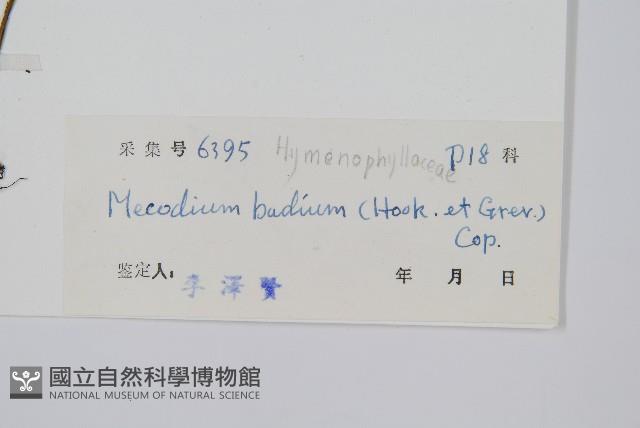 采集号 6395 Hymenophyllaceae P18 科
Mecodium badium (Hook. et Grev.)
Cop.
鉴定人: 李澤賢 年 月 日
國立自然科學博物館
NATIONAL MUSEUM OF NATURAL SCIENCE